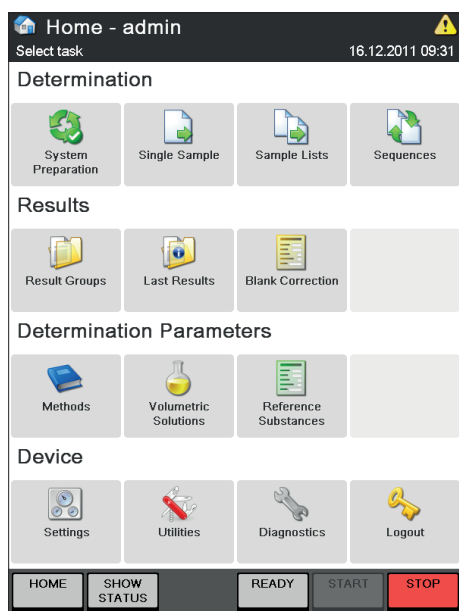 Home - admin
Select task 16.12.2011 09:31
Determination
System Preparation
Single Sample
Sample Lists
Sequences
Results
Result Groups
Last Results
Blank Correction
Determination Parameters
Methods
Volumetric Solutions
Reference Substances
Device
Settings
Utilities
Diagnostics
Logout
HOME
SHOW STATUS
READY
START
STOP